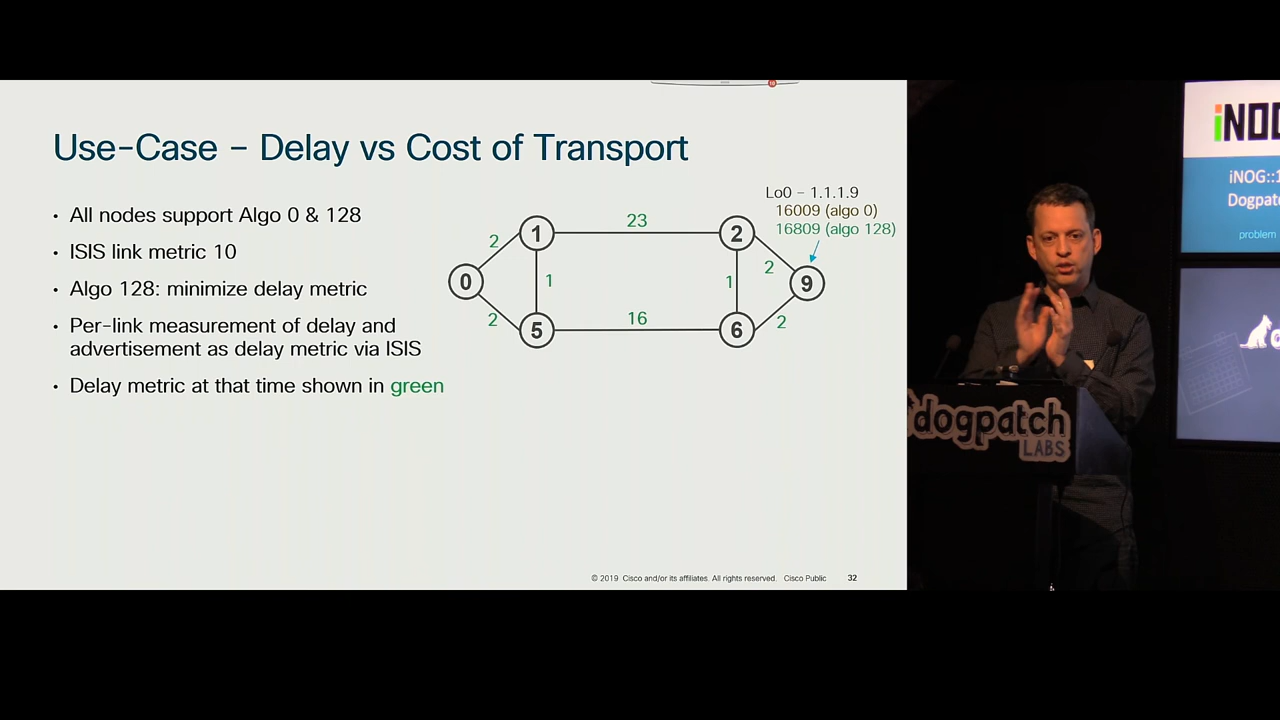 Use-Case – Delay vs Cost of Transport
• All nodes support Algo 0 & 128
• ISIS link metric 10
• Algo 128: minimize delay metric
• Per-link measurement of delay and
advertisement as delay metric via ISIS
• Delay metric at that time shown in green
Lo0 – 1.1.1.9
16009 (algo 0)
16809 (algo 128)
23
1
2
2
2
0
1
1
9
2
2
16
5
6
© 2019 Cisco and/or its affiliates. All rights reserved. Cisco Public 32
iNO
iNOG::1
Dogpatc
problem
dogpatch
LABS